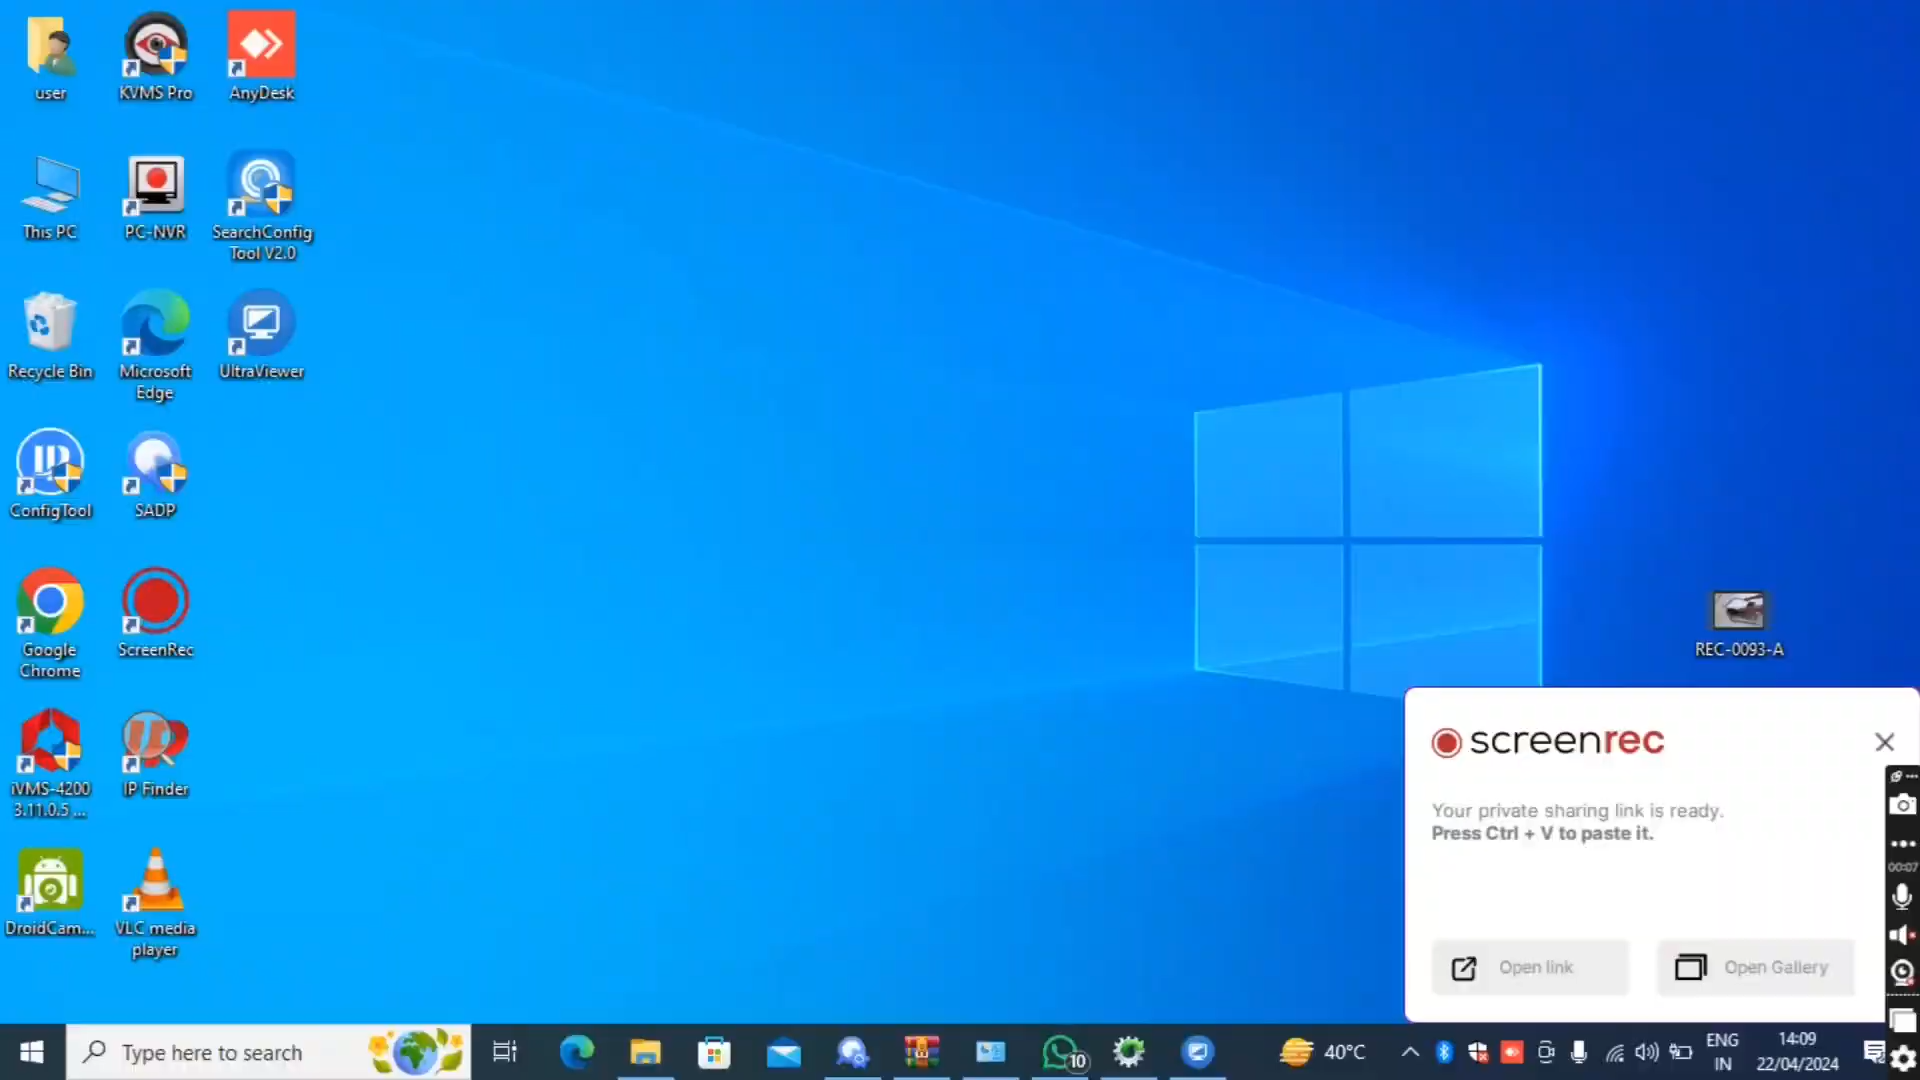 user
KVMS Pro
AnyDesk
This PC
PC-NVR
SearchConfig
Tool V2.0
Recycle Bin
Microsoft
Edge
UltraViewer
ConfigTool
SADP
Google
Chrome
ScreenRec
iVMS-4200
3.11.0.5 ...
IP Finder
DroidCam...
VLC media
player
REC-0093-A
screenrec
Your private sharing link is ready.
Press Ctrl + V to paste it.
Open link
Open Gallery
00:07
Type here to search
10
40°C
ENG
IN
14:09
22/04/2024